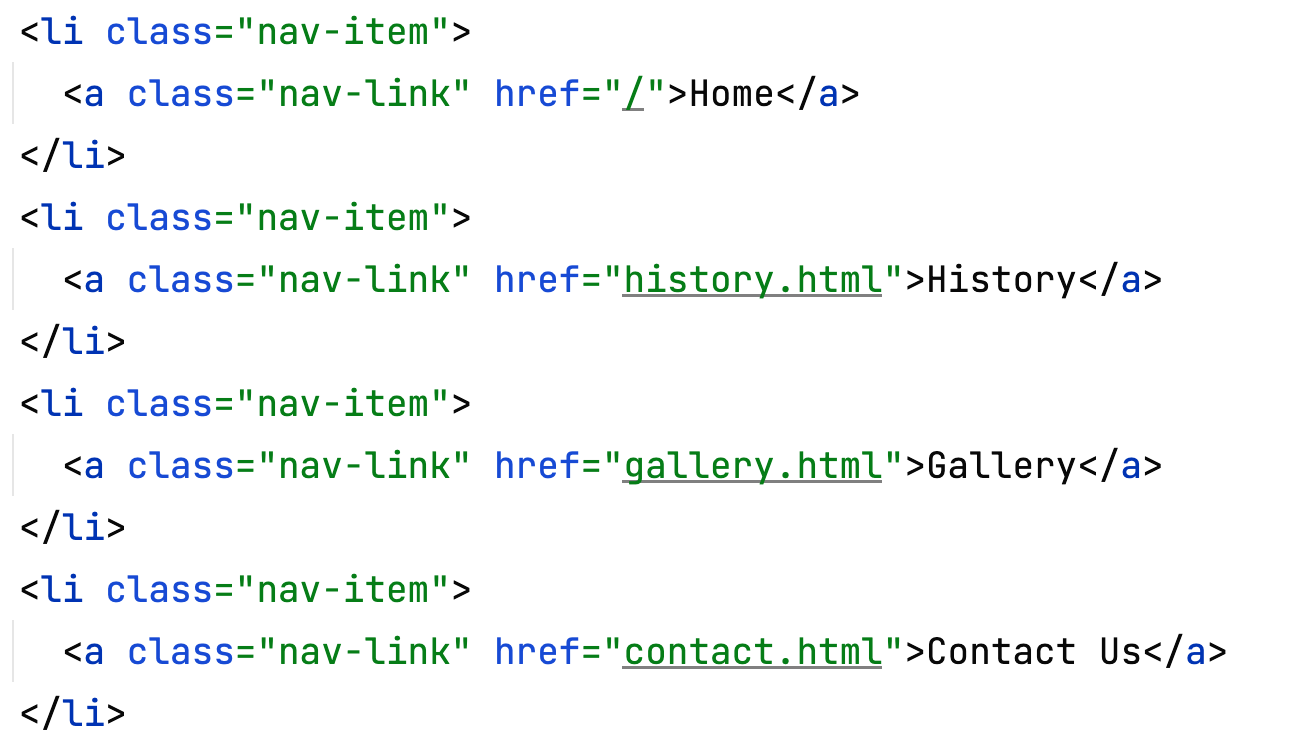 <li class="nav-item">
  <a class="nav-link" href="/">Home</a>
</li>
<li class="nav-item">
  <a class="nav-link" href="history.html">History</a>
</li>
<li class="nav-item">
  <a class="nav-link" href="gallery.html">Gallery</a>
</li>
<li class="nav-item">
  <a class="nav-link" href="contact.html">Contact Us</a>
</li>